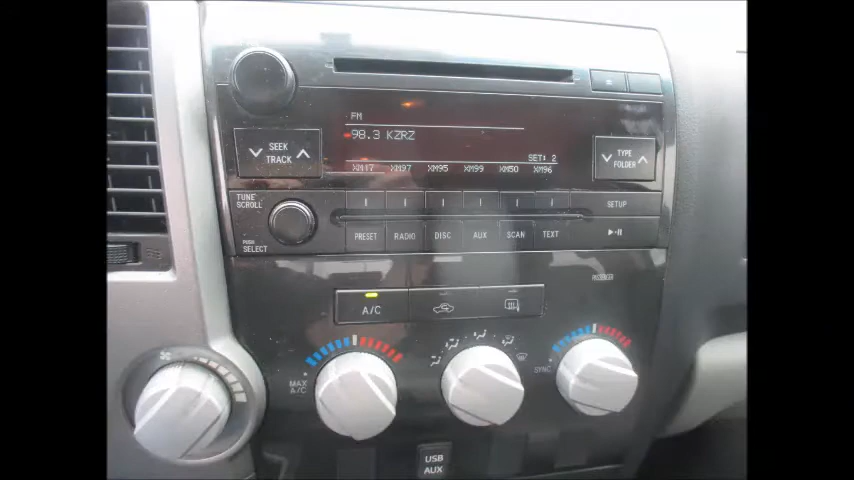 FM
98.3 KZRZ
SET: 2
XM17 XM97 XM95 XM99 XM50 XM96
SEEK
TRACK
TYPE
FOLDER
TUNE
SCROLL
PUSH
SELECT
SETUP
PRESET RADIO DISC AUX SCAN TEXT
PASSENGER
A/C
MAX
A/C
SYNC
USB
AUX